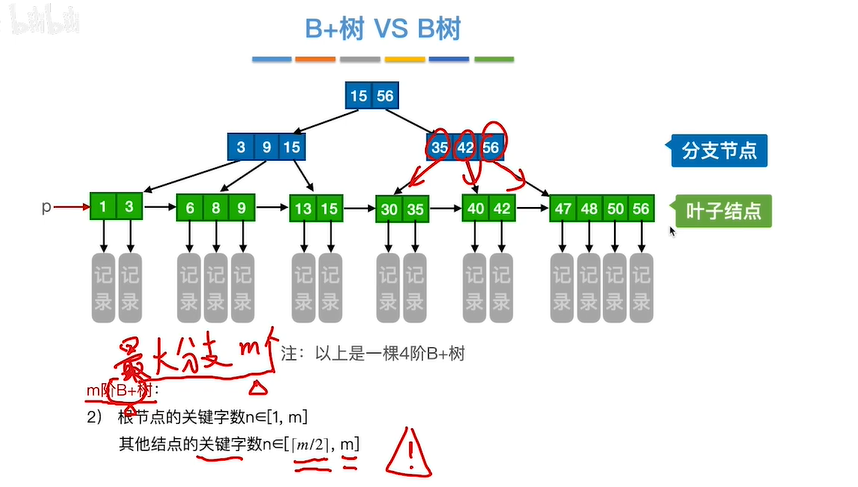 bilibili
B+树 VS B树
15 56
3 9 15
35 42 56
分支节点
p
1 3
6 8 9
13 15
30 35
40 42
47 48 50 56
叶子结点
记录 记录 记录 记录 记录 记录 记录 记录 记录 记录 记录 记录 记录 记录 记录
最大分支 m个
注：以上是一棵4阶B+树
m阶B+树：
2） 根节点的关键字数n∈[1, m]
其他结点的关键字数n∈[⌈m/2⌉, m]
!